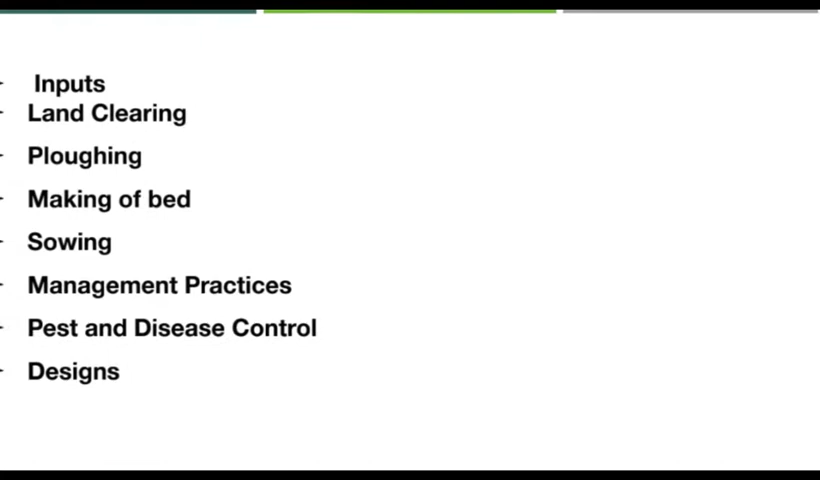 Inputs
Land Clearing
Ploughing
Making of bed
Sowing
Management Practices
Pest and Disease Control
Designs